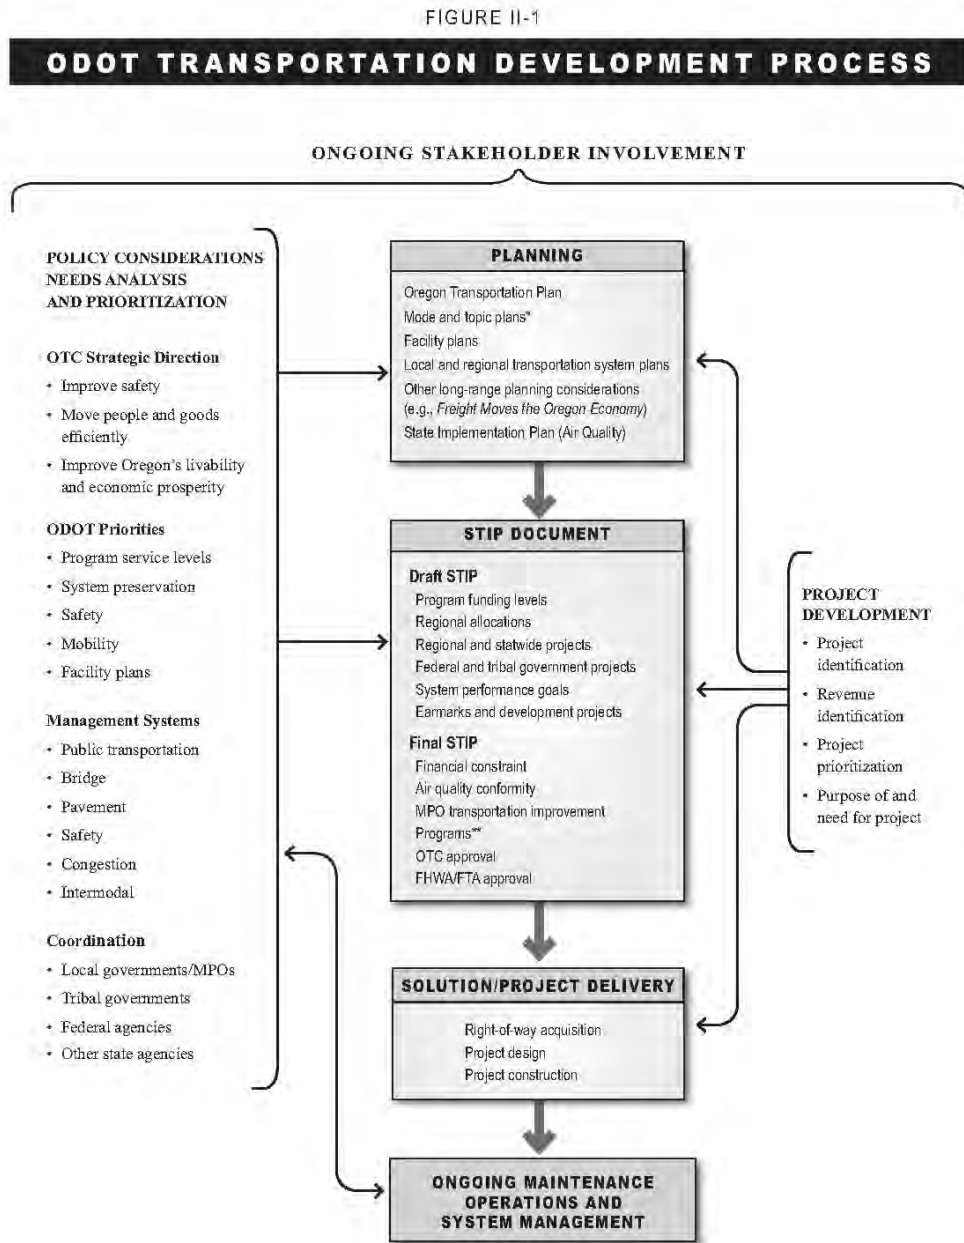 FIGURE II-1
ODOT TRANSPORTATION DEVELOPMENT PROCESS
ONGOING STAKEHOLDER INVOLVEMENT
POLICY CONSIDERATIONS
NEEDS ANALYSIS
AND PRIORITIZATION
OTC Strategic Direction
• Improve safety
• Move people and goods
efficiently
• Improve Oregon's livability
and economic prosperity
ODOT Priorities
• Program service levels
• System preservation
• Safety
• Mobility
• Facility plans
Management Systems
• Public transportation
• Bridge
• Pavement
• Safety
• Congestion
• Intermodal
Coordination
• Local governments/MPOs
• Tribal governments
• Federal agencies
• Other state agencies
PLANNING
Oregon Transportation Plan
Mode and topic plans*
Facility plans
Local and regional transportation system plans
Other long-range planning considerations
(e.g., Freight Moves the Oregon Economy)
State Implementation Plan (Air Quality)
STIP DOCUMENT
Draft STIP
Program funding levels
Regional allocations
Regional and statewide projects
Federal and tribal government projects
System performance goals
Earmarks and development projects
Final STIP
Financial constraint
Air quality conformity
MPO transportation improvement
Programs**
OTC approval
FHWA/FTA approval
SOLUTION/PROJECT DELIVERY
Right-of-way acquisition
Project design
Project construction
ONGOING MAINTENANCE
OPERATIONS AND
SYSTEM MANAGEMENT
PROJECT
DEVELOPMENT
• Project
identification
• Revenue
identification
• Project
prioritization
• Purpose of and
need for project